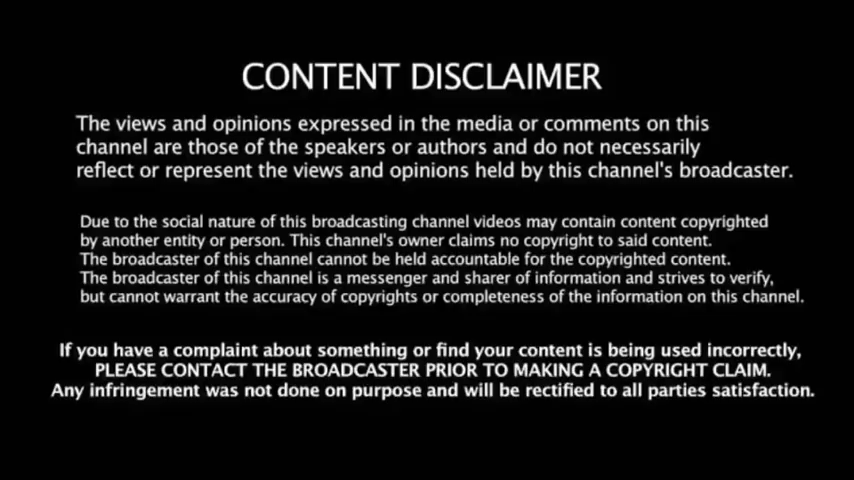 CONTENT DISCLAIMER
The views and opinions expressed in the media or comments on this
channel are those of the speakers or authors and do not necessarily
reflect or represent the views and opinions held by this channel's broadcaster.
Due to the social nature of this broadcasting channel videos may contain content copyrighted
by another entity or person. This channel's owner claims no copyright to said content.
The broadcaster of this channel cannot be held accountable for the copyrighted content.
The broadcaster of this channel is a messenger and sharer of information and strives to verify,
but cannot warrant the accuracy of copyrights or completeness of the information on this channel.
If you have a complaint about something or find your content is being used incorrectly,
PLEASE CONTACT THE BROADCASTER PRIOR TO MAKING A COPYRIGHT CLAIM.
Any infringement was not done on purpose and will be rectified to all parties satisfaction.